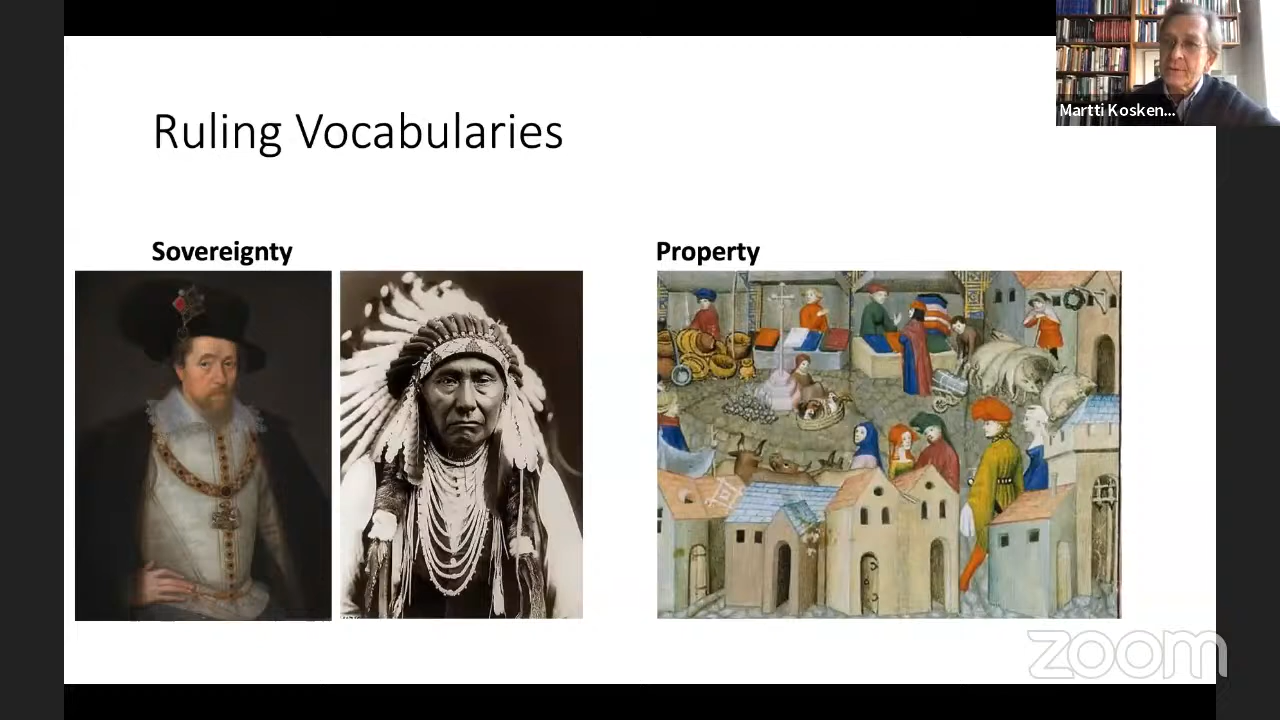 Martti Kosken...
Ruling Vocabularies
Sovereignty
Property
zoom